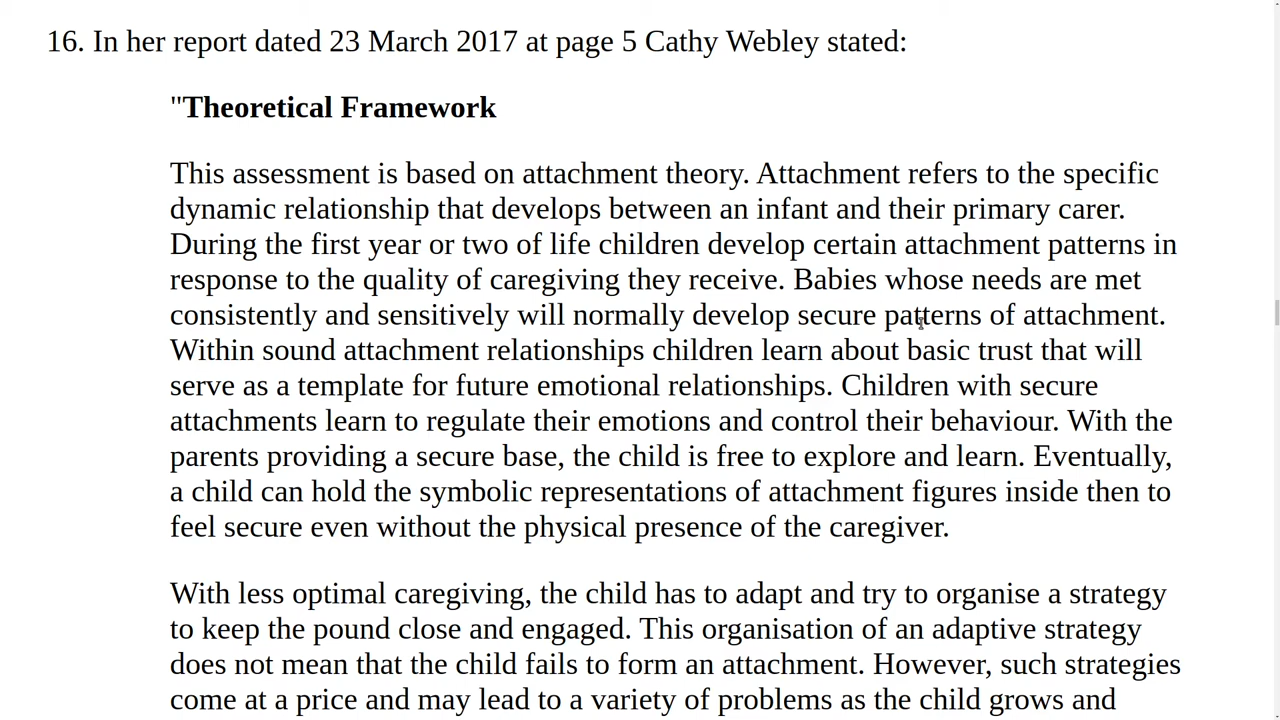 16. In her report dated 23 March 2017 at page 5 Cathy Webley stated:
"Theoretical Framework
This assessment is based on attachment theory. Attachment refers to the specific
dynamic relationship that develops between an infant and their primary carer.
During the first year or two of life children develop certain attachment patterns in
response to the quality of caregiving they receive. Babies whose needs are met
consistently and sensitively will normally develop secure patterns of attachment.
Within sound attachment relationships children learn about basic trust that will
serve as a template for future emotional relationships. Children with secure
attachments learn to regulate their emotions and control their behaviour. With the
parents providing a secure base, the child is free to explore and learn. Eventually,
a child can hold the symbolic representations of attachment figures inside then to
feel secure even without the physical presence of the caregiver.
With less optimal caregiving, the child has to adapt and try to organise a strategy
to keep the pound close and engaged. This organisation of an adaptive strategy
does not mean that the child fails to form an attachment. However, such strategies
come at a price and may lead to a variety of problems as the child grows and